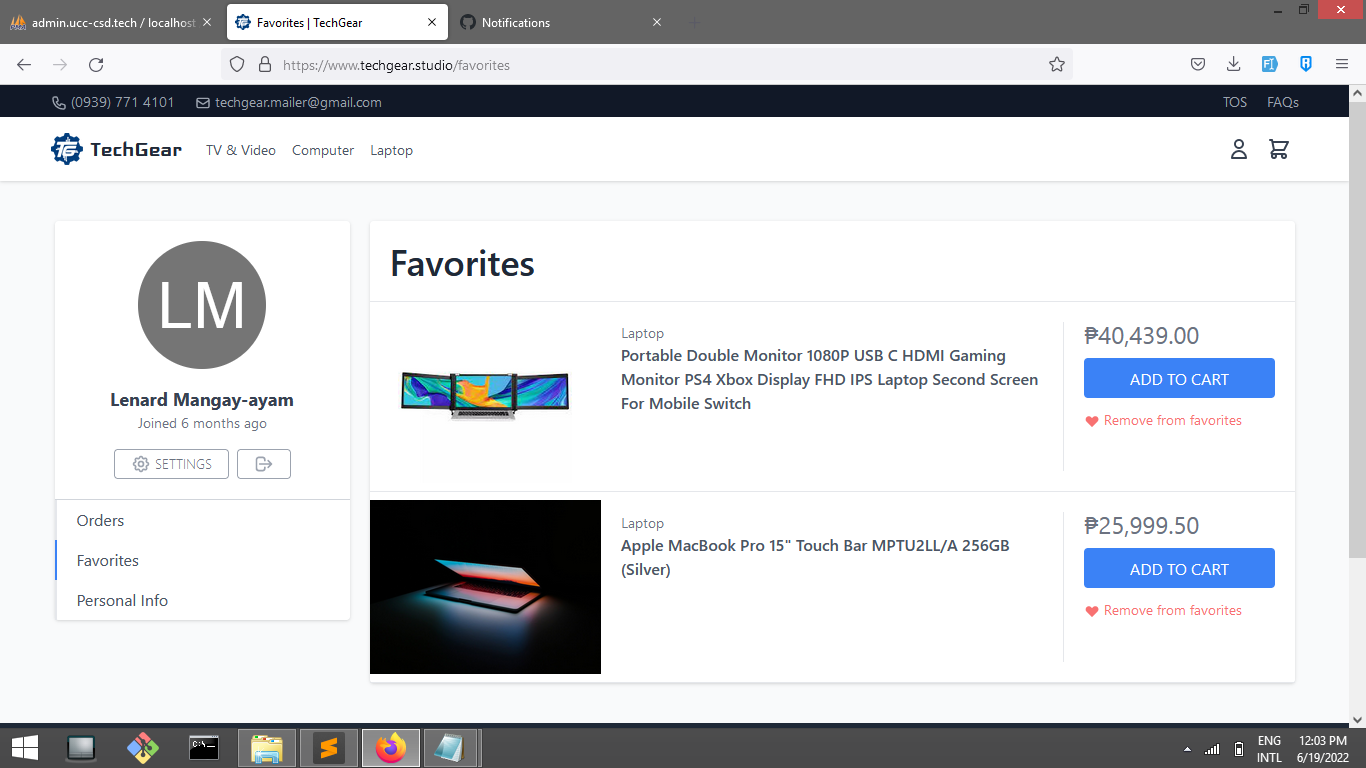 admin.ucc-csd.tech / localhost
Favorites | TechGear
Notifications
https://www.techgear.studio/favorites
(0939) 771 4101
techgear.mailer@gmail.com
TOS
FAQs
TechGear
TV & Video
Computer
Laptop
LM
Lenard Mangay-ayam
Joined 6 months ago
SETTINGS
Orders
Favorites
Personal Info
Favorites
Laptop
Portable Double Monitor 1080P USB C HDMI Gaming
Monitor PS4 Xbox Display FHD IPS Laptop Second Screen
For Mobile Switch
₱40,439.00
ADD TO CART
Remove from favorites
Laptop
Apple MacBook Pro 15" Touch Bar MPTU2LL/A 256GB
(Silver)
₱25,999.50
ADD TO CART
Remove from favorites
ENG
INTL
12:03 PM
6/19/2022